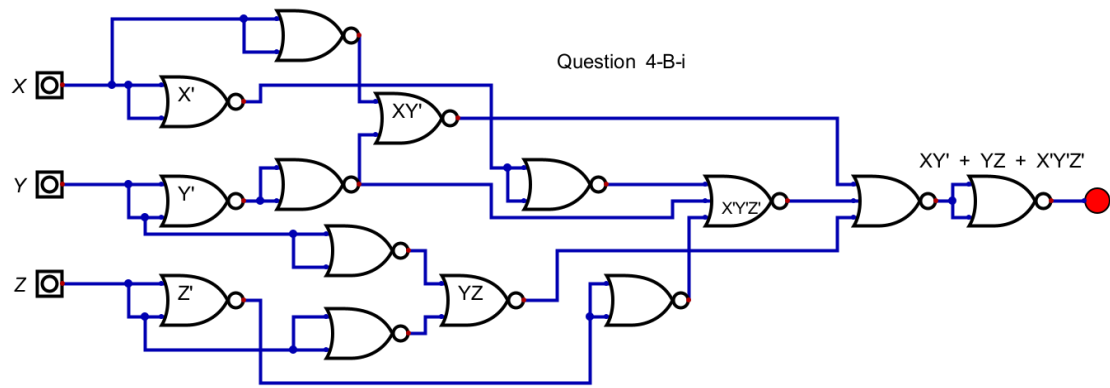 Question 4-B-i
X
X'
XY'
XY' + YZ + X'Y'Z'
Y
Y'
X'Y'Z'
Z
Z'
YZ